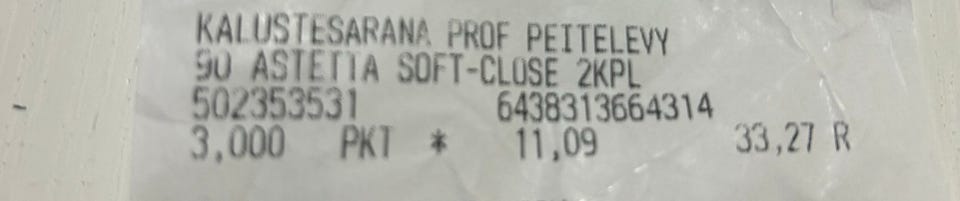 KALUSTESARANA PROF PEITELEVY
90 ASTETTA SOFT-CLOSE 2KPL
502353531 6438313664314
3,000 PKT * 11,09 33,27 R